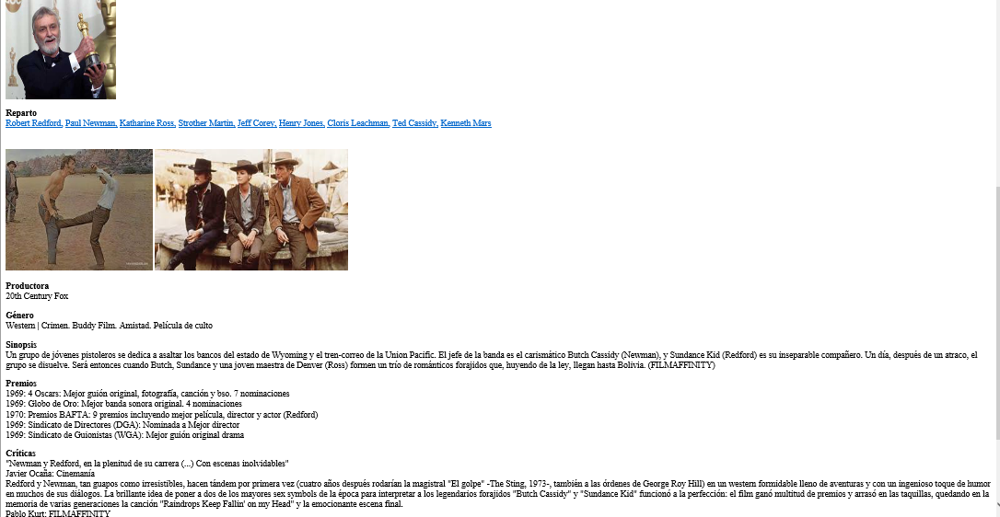 Reparto
Robert Redford, Paul Newman, Katharine Ross, Strother Martin, Jeff Corey, Henry Jones, Cloris Leachman, Ted Cassidy, Kenneth Mars
Productora
20th Century Fox
Género
Western | Crimen. Buddy Film. Amistad. Película de culto
Sinopsis
Un grupo de jóvenes pistoleros se dedica a asaltar los bancos del estado de Wyoming y el tren-correo de la Union Pacific. El jefe de la banda es el carismático Butch Cassidy (Newman), y Sundance Kid (Redford) es su inseparable compañero. Un día, después de un atraco, el
grupo se disuelve. Será entonces cuando Butch, Sundance y una joven maestra de Denver (Ross) formen un trío de románticos forajidos que, huyendo de la ley, llegan hasta Bolivia. (FILMAFFINITY)
Premios
1969: 4 Oscars: Mejor guión original, fotografía, canción y bso. 7 nominaciones
1969: Globo de Oro: Mejor banda sonora original. 4 nominaciones
1970: Premios BAFTA: 9 premios incluyendo mejor película, director y actor (Redford)
1969: Sindicato de Directores (DGA): Nominada a Mejor director
1969: Sindicato de Guionistas (WGA): Mejor guión original drama
Críticas
"Newman y Redford, en la plenitud de su carrera (...) Con escenas inolvidables"
Javier Ocaña: Cinemanía
Redford y Newman, tan guapos como irresistibles, hacen tándem por primera vez (cuatro años después rodarían la magistral "El golpe" -The Sting, 1973-, también a las órdenes de George Roy Hill) en un western formidable lleno de aventuras y con un ingenioso toque de humor
en muchos de sus diálogos. La brillante idea de poner a dos de los mayores sex symbols de la época para interpretar a los legendarios forajidos "Butch Cassidy" y "Sundance Kid" funcionó a la perfección: el film ganó multitud de premios y arrasó en las taquillas, quedando en la
memoria de varias generaciones la canción "Raindrops Keep Fallin' on my Head" y la emocionante escena final.
Pablo Kurt: FILMAFFINITY